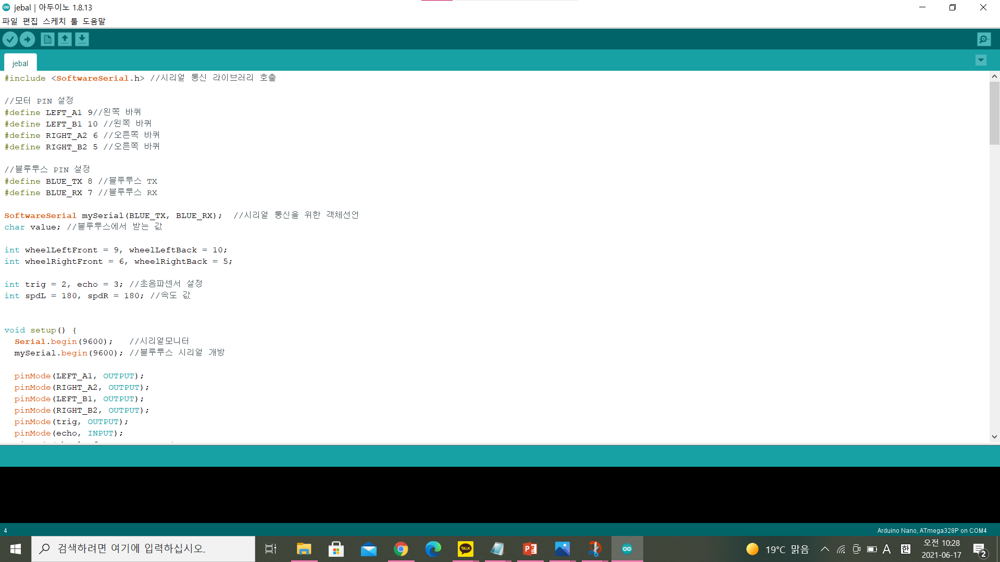 jebal | 아두이노 1.8.13
파일 편집 스케치 툴 도움말
jebal
#include <SoftwareSerial.h> //시리얼 통신 라이브러리 호출
//모터 PIN 설정
#define LEFT_A1 9//왼쪽 바퀴
#define LEFT_B1 10 //왼쪽 바퀴
#define RIGHT_A2 6 //오른쪽 바퀴
#define RIGHT_B2 5 //오른쪽 바퀴
//블루투스 PIN 설정
#define BLUE_TX 8 //블루투스 TX
#define BLUE_RX 7 //블루투스 RX
SoftwareSerial mySerial(BLUE_TX, BLUE_RX);  //시리얼 통신을 위한 객체선언
char value; //블루투스에서 받는 값
int wheelLeftFront = 9, wheelLeftBack = 10;
int wheelRightFront = 6, wheelRightBack = 5;
int trig = 2, echo = 3; //초음파센서 설정
int spdL = 180, spdR = 180; //속도 값
void setup() {
  Serial.begin(9600);   //시리얼모니터
  mySerial.begin(9600); //블루투스 시리얼 개방
  pinMode(LEFT_A1, OUTPUT);
  pinMode(RIGHT_A2, OUTPUT);
  pinMode(LEFT_B1, OUTPUT);
  pinMode(RIGHT_B2, OUTPUT);
  pinMode(trig, OUTPUT);
  pinMode(echo, INPUT);
4
Arduino Nano, ATmega328P on COM4
검색하려면 여기에 입력하십시오.
TALK
19°C 맑음
A
한
오전 10:28
2021-06-17
2